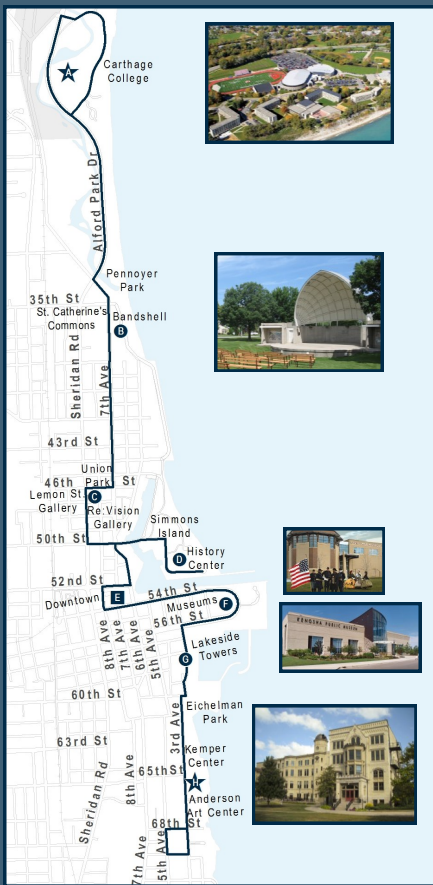 A
Carthage
College
Alford Park Dr
Pennoyer
Park
35th St
St. Catherine's
Commons
Bandshell
B
Sheridan Rd
7th Ave
43rd St
Union
Park
46th St
Lemon St.
Gallery
C
Re:Vision
Gallery
Simmons
Island
50th St
D
History
Center
52nd St
Downtown
E
54th St
Museums
F
56th St
8th Ave
7th Ave
6th Ave
5th Ave
Lakeside
Towers
G
KENOSHA PUBLIC MUSEUM
60th St
3rd Ave
Eichelman
Park
63rd St
Kemper
Center
65thSt
H
8th Ave
Sheridan Rd
Anderson
Art Center
68th St
7th Ave
5th Ave